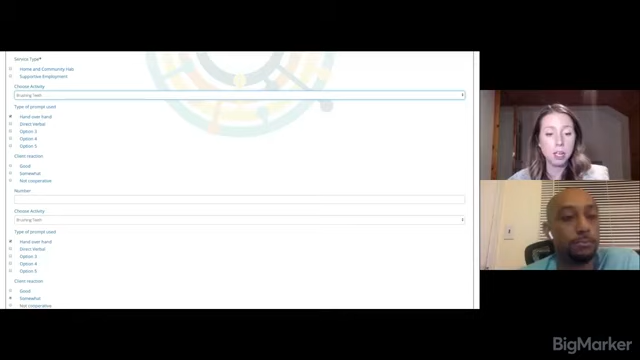 Service Type*
Home and Community Hab
Supportive Employment
Choose Activity
Brushing Teeth
Type of prompt used
Hand over hand
Direct Verbal
Option 3
Option 4
Option 5
Client reaction
Good
Somewhat
Not cooperative
Number
Choose Activity
Brushing Teeth
Type of prompt used
Hand over hand
Direct Verbal
Option 3
Option 4
Option 5
Client reaction
Good
Somewhat
Not cooperative
BigMarker